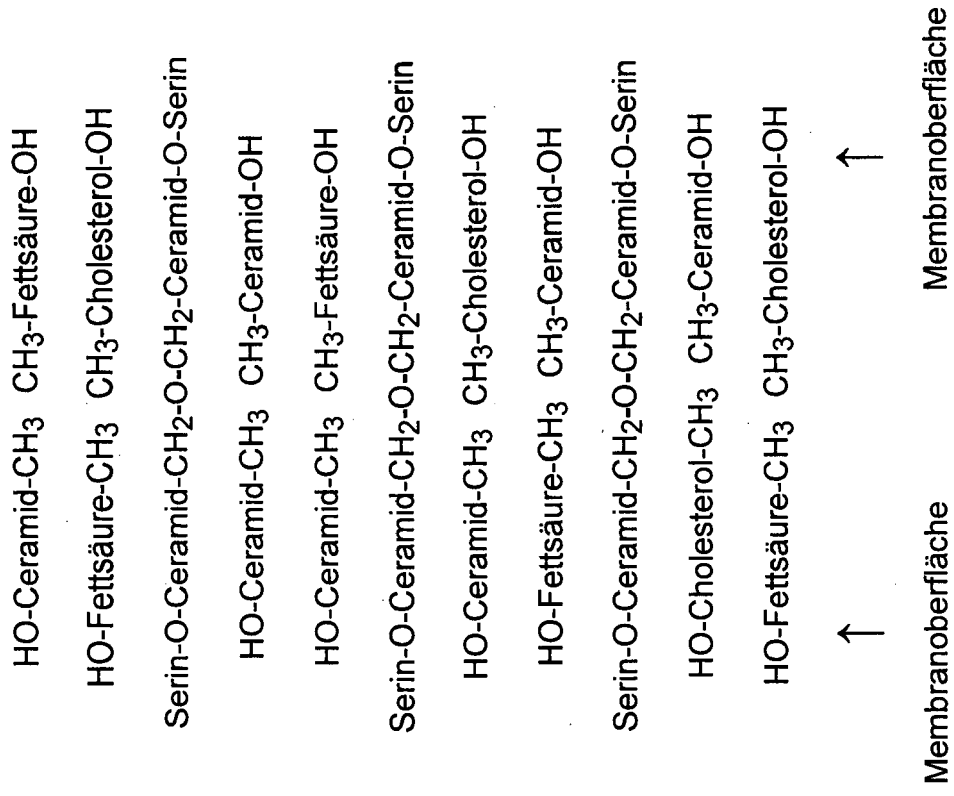 HO-Ceramid-CH₃ CH₃-Fettsäure-OH
HO-Fettsäure-CH₃ CH₃-Cholesterol-OH
Serin-O-Ceramid-CH₂-O-CH₂-Ceramid-O-Serin
HO-Ceramid-CH₃ CH₃-Ceramid-OH
HO-Ceramid-CH₃ CH₃-Fettsäure-OH
Serin-O-Ceramid-CH₂-O-CH₂-Ceramid-O-Serin
HO-Ceramid-CH₃ CH₃-Cholesterol-OH
HO-Fettsäure-CH₃ CH₃-Ceramid-OH
Serin-O-Ceramid-CH₂-O-CH₂-Ceramid-O-Serin
HO-Cholesterol-CH₃ CH₃-Ceramid-OH
HO-Fettsäure-CH₃ CH₃-Cholesterol-OH
Membranoberfläche Membranoberfläche